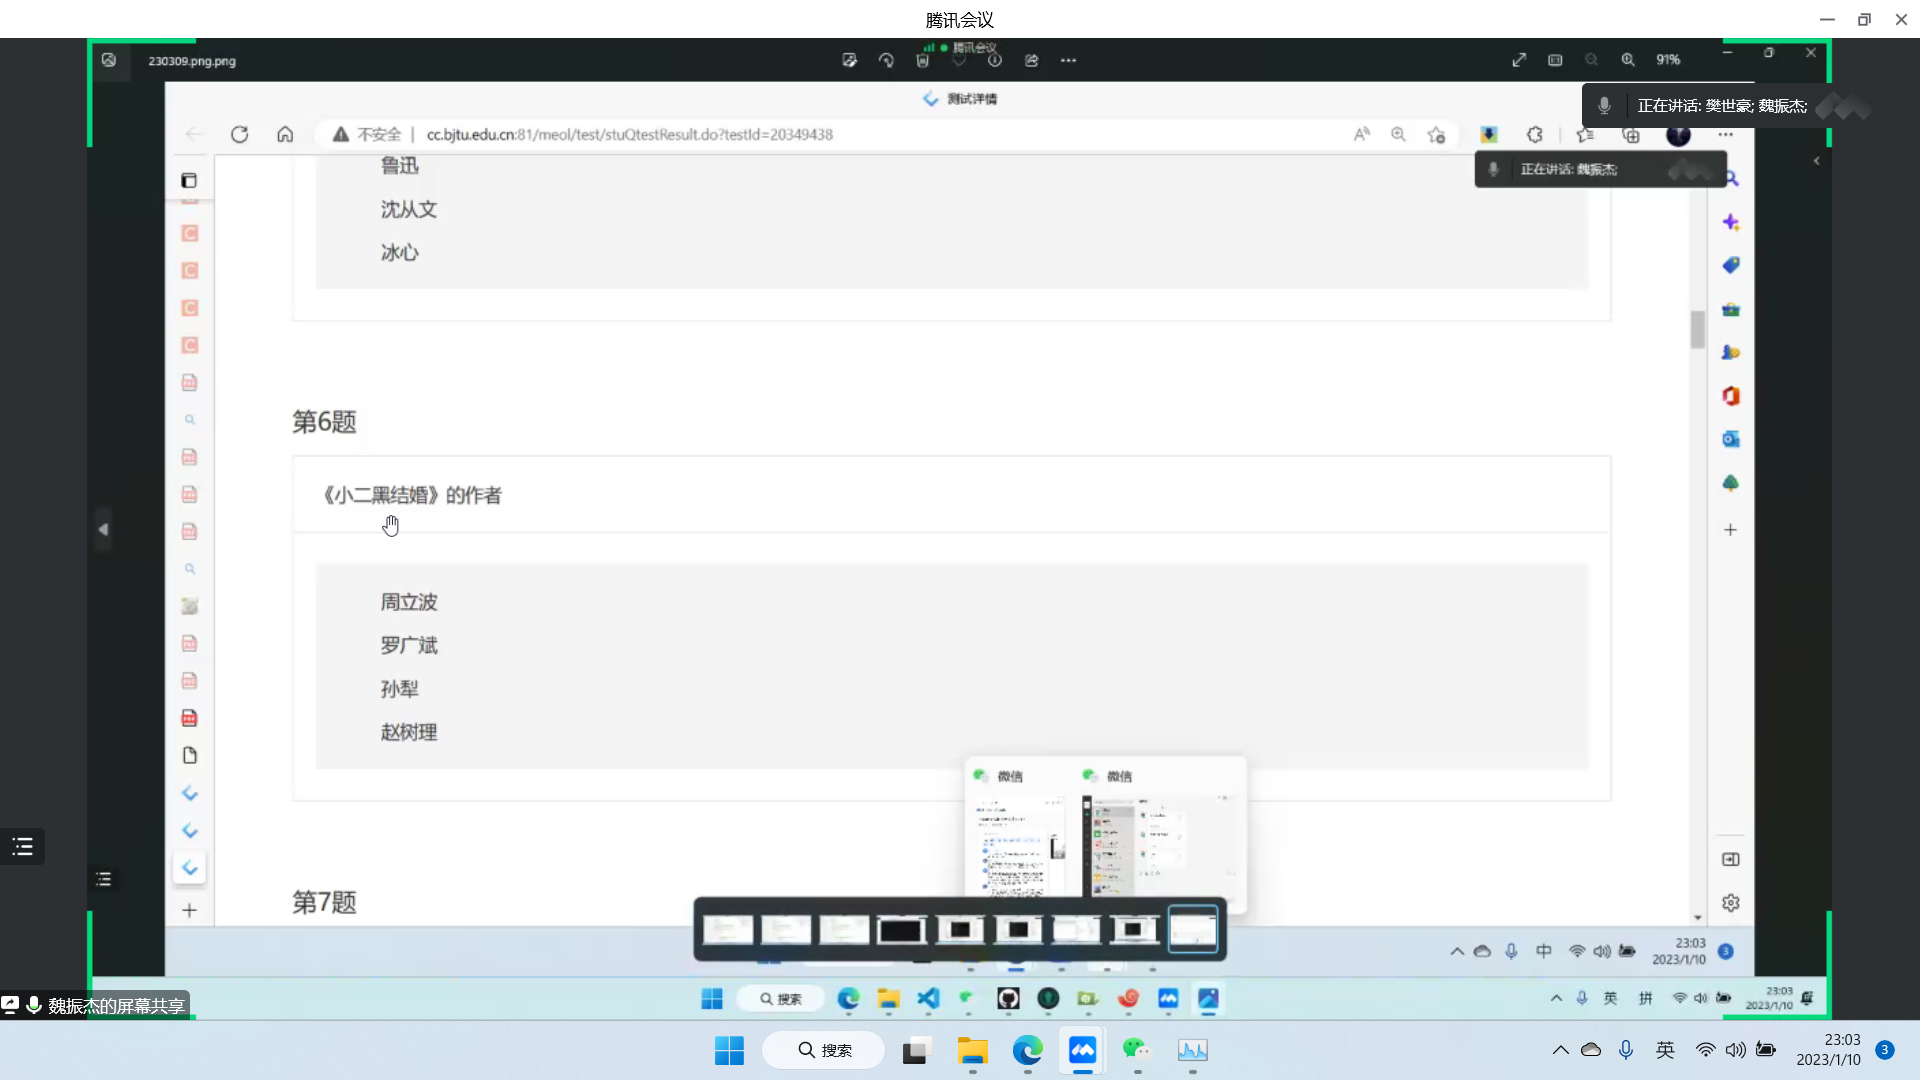 腾讯会议
腾讯会议
230309.png.png
91%
测试详情
正在讲话: 樊世豪; 魏振杰;
不安全
cc.bjtu.edu.cn:81/meol/test/stuQtestResult.do?testId=20349438
正在讲话: 魏振杰;
鲁迅
沈从文
冰心
第6题
《小二黑结婚》的作者
周立波
罗广斌
孙犁
赵树理
微信
微信
第7题
中
23:03
2023/1/10
3
魏振杰的屏幕共享
搜索
英
拼
23:03
2023/1/10
搜索
英
23:03
2023/1/10
3